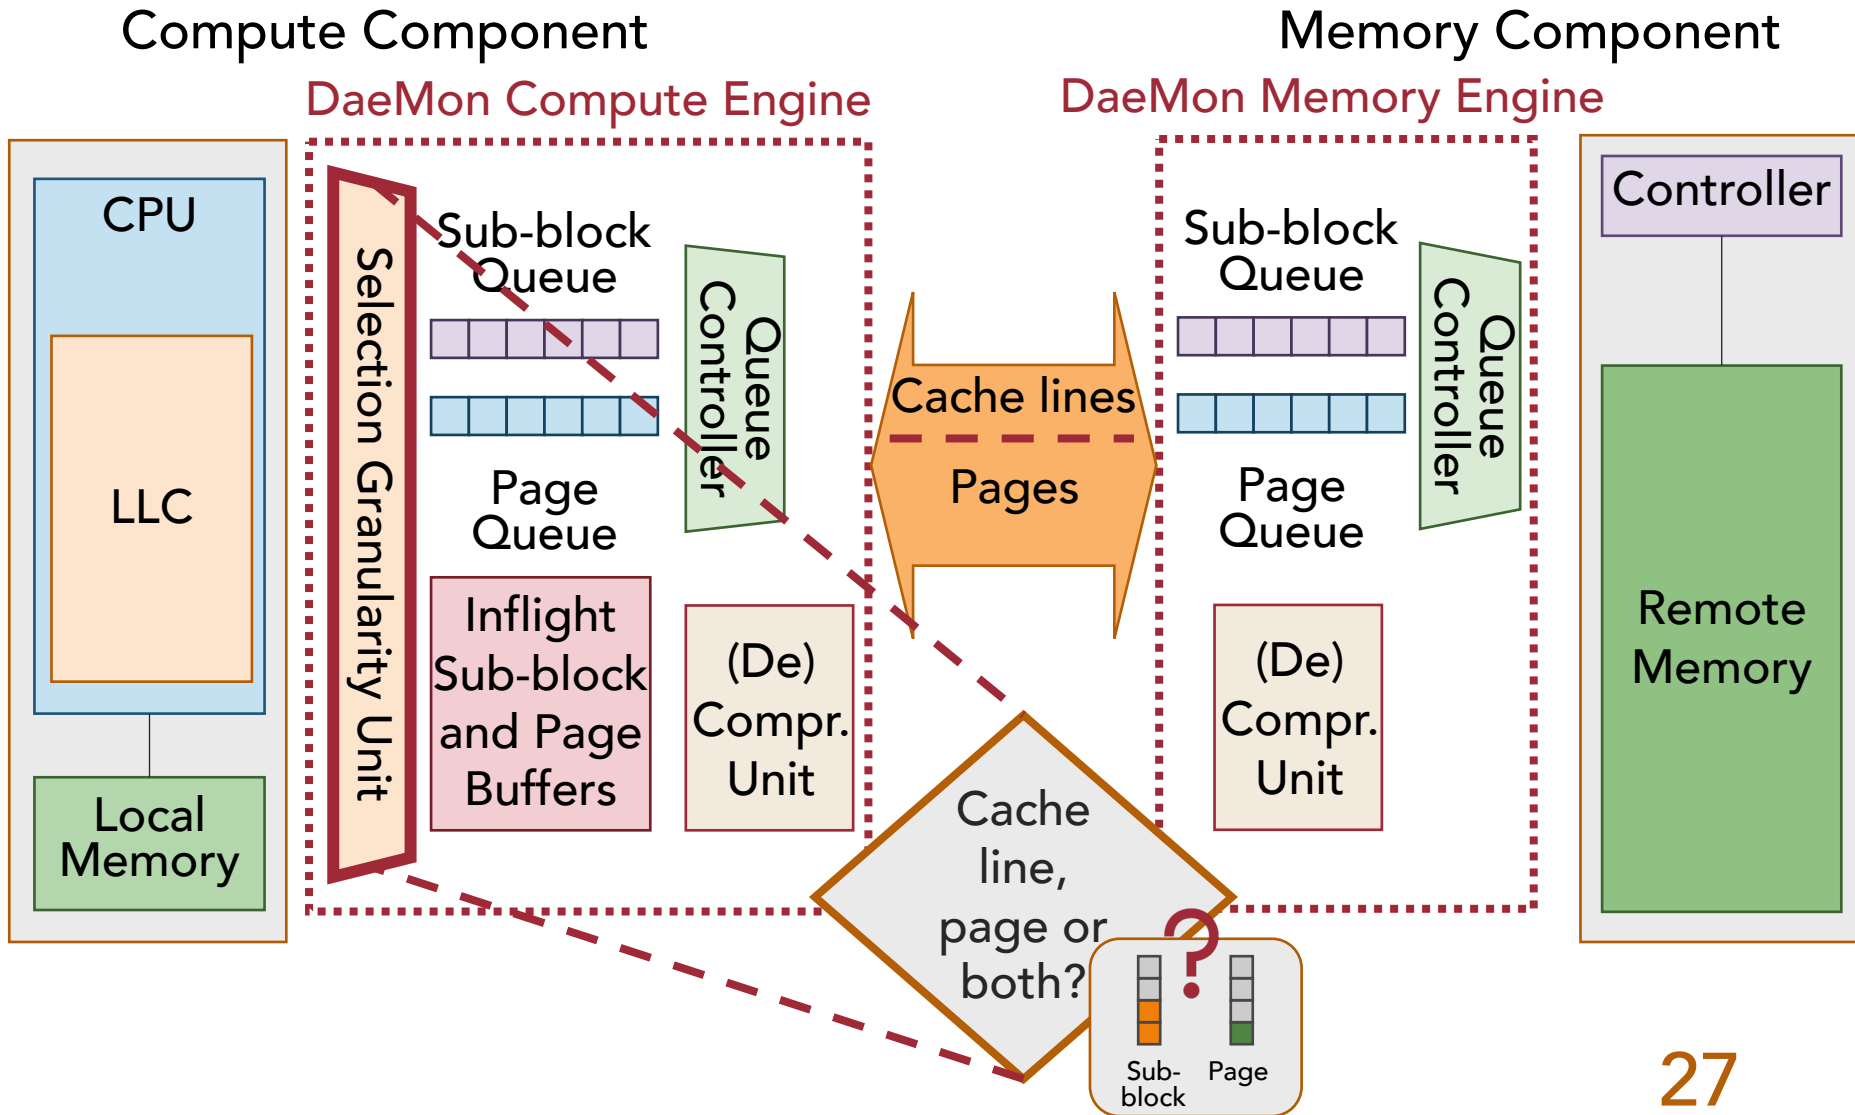 Compute Component
Memory Component
DaeMon Compute Engine
DaeMon Memory Engine
CPU
LLC
Local
Memory
Selection Granularity Unit
Sub-block
Queue
Page
Queue
Queue
Controller
Inflight
Sub-block
and Page
Buffers
(De)
Compr.
Unit
Cache lines
Pages
Sub-block
Queue
Page
Queue
Queue
Controller
(De)
Compr.
Unit
Controller
Remote
Memory
Cache
line,
page or
both?
?
Sub-
block
Page
27